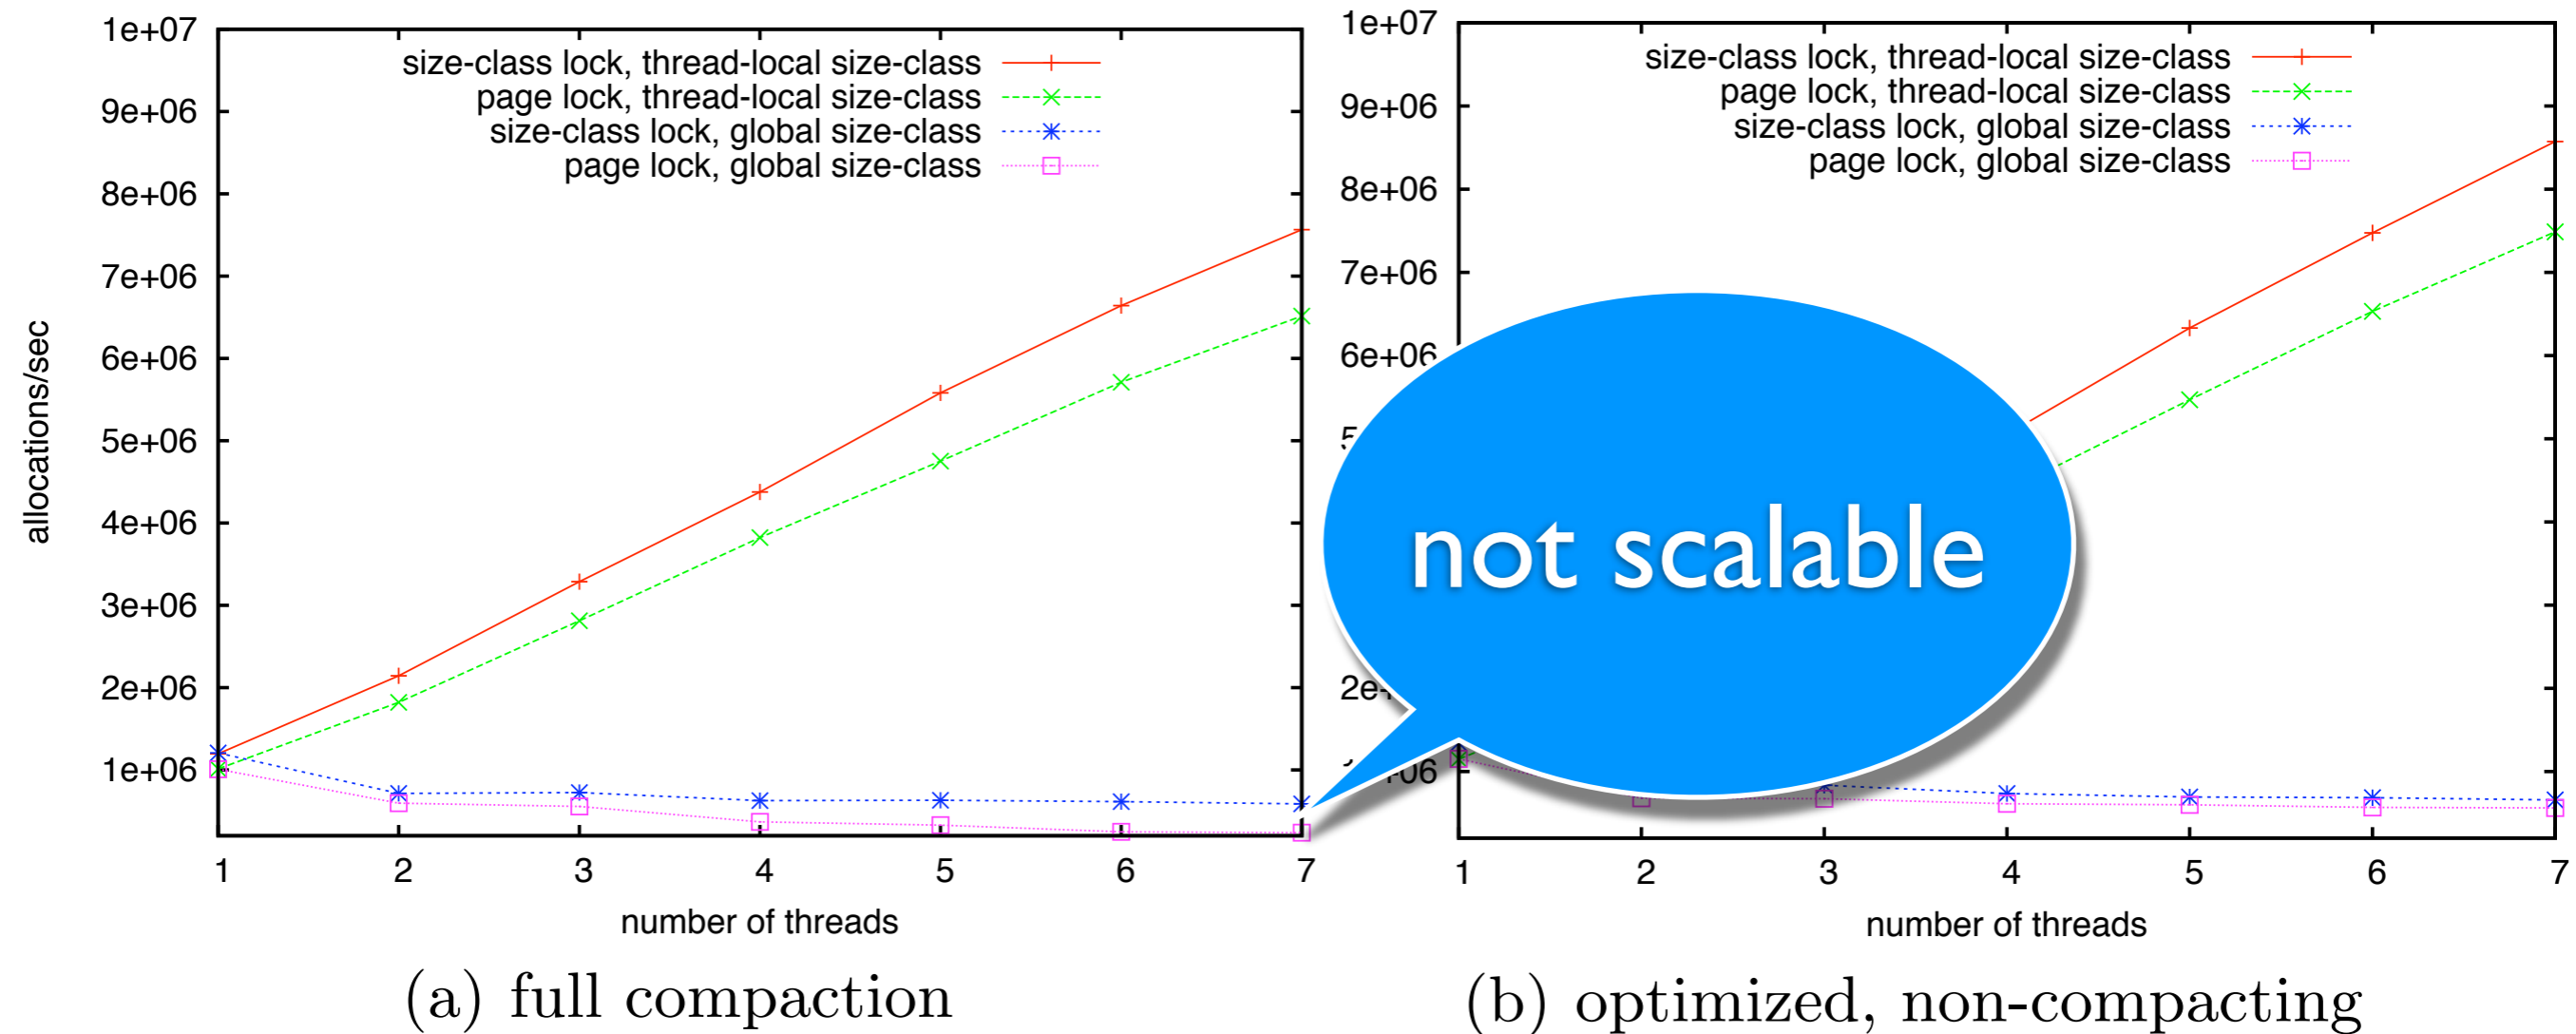 1e+07
9e+06
8e+06
7e+06
6e+06
5e+06
4e+06
3e+06
2e+06
1e+06
allocations/sec
size-class lock, thread-local size-class
page lock, thread-local size-class
size-class lock, global size-class
page lock, global size-class
1 2 3 4 5 6 7
number of threads
(a) full compaction
1e+07
9e+06
8e+06
7e+06
6e+06
size-class lock, thread-local size-class
page lock, thread-local size-class
size-class lock, global size-class
page lock, global size-class
not scalable
1 2 3 4 5 6 7
number of threads
(b) optimized, non-compacting